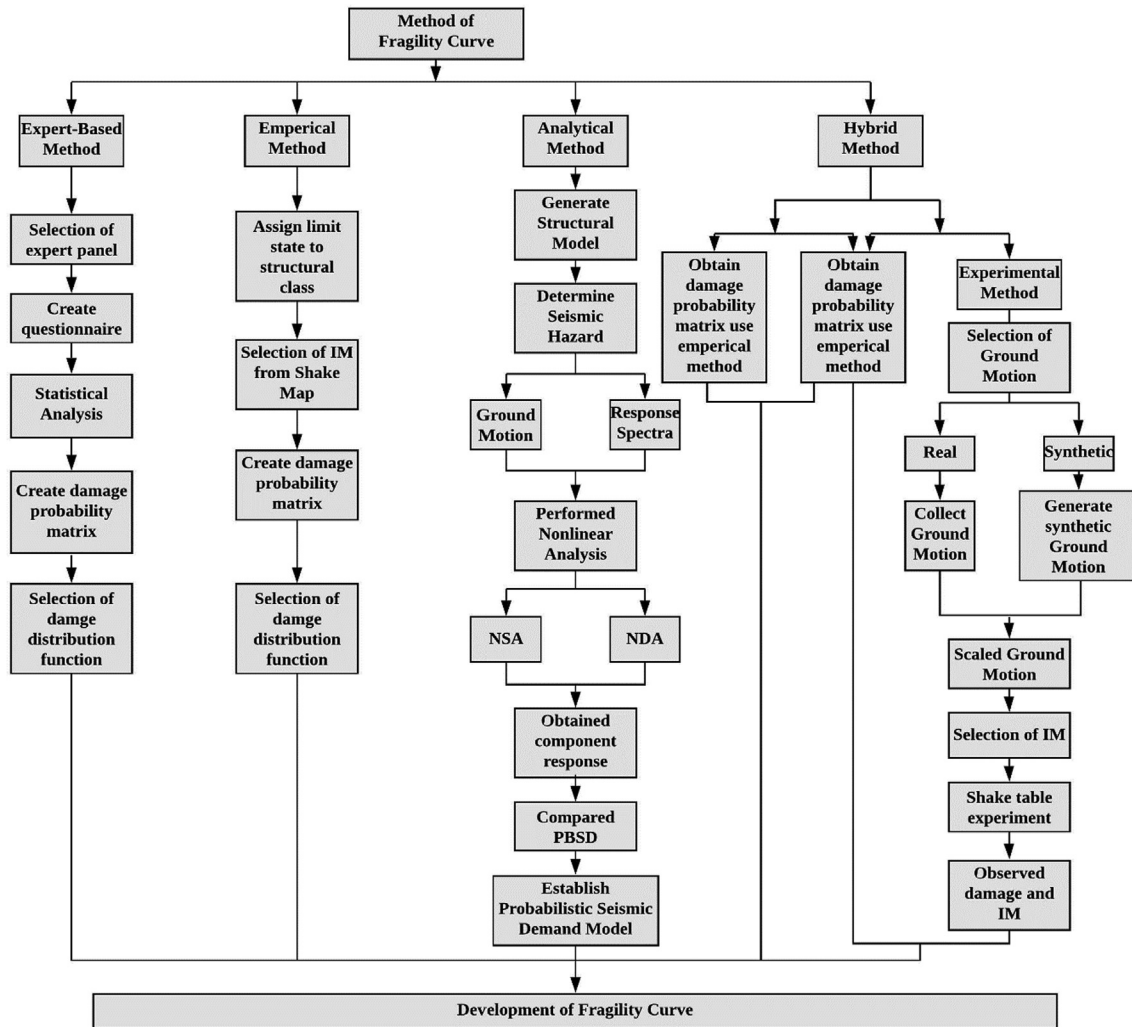 Method of
Fragility Curve
Expert-Based
Method
Selection of
expert panel
Create
questionnaire
Statistical
Analysis
Create damage
probability
matrix
Selection of
damge
distribution
function
Emperical
Method
Assign limit
state to
structural
class
Selection of IM
from Shake
Map
Create damage
probability
matrix
Selection of
damge
distribution
function
Analytical
Method
Generate
Structural
Model
Determine
Seismic
Hazard
Ground
Motion
Response
Spectra
Performed
Nonlinear
Analysis
NSA
NDA
Obtained
component
response
Compared
PBSD
Establish
Probabilistic Seismic
Demand Model
Hybrid
Method
Obtain
damage
probability
matrix use
emperical
method
Obtain
damage
probability
matrix use
emperical
method
Experimental
Method
Selection of
Ground
Motion
Real
Synthetic
Collect
Ground
Motion
Generate
synthetic
Ground
Motion
Scaled Ground
Motion
Selection of IM
Shake table
experiment
Observed
damage and
IM
Development of Fragility Curve